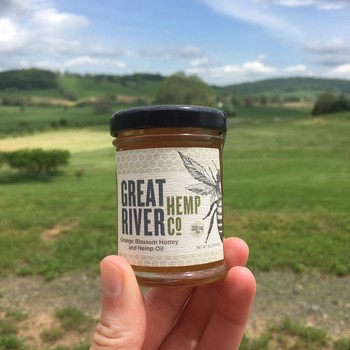 GREAT
RIVER HEMP
CO
Orange Blossom Honey
and Hemp Oil